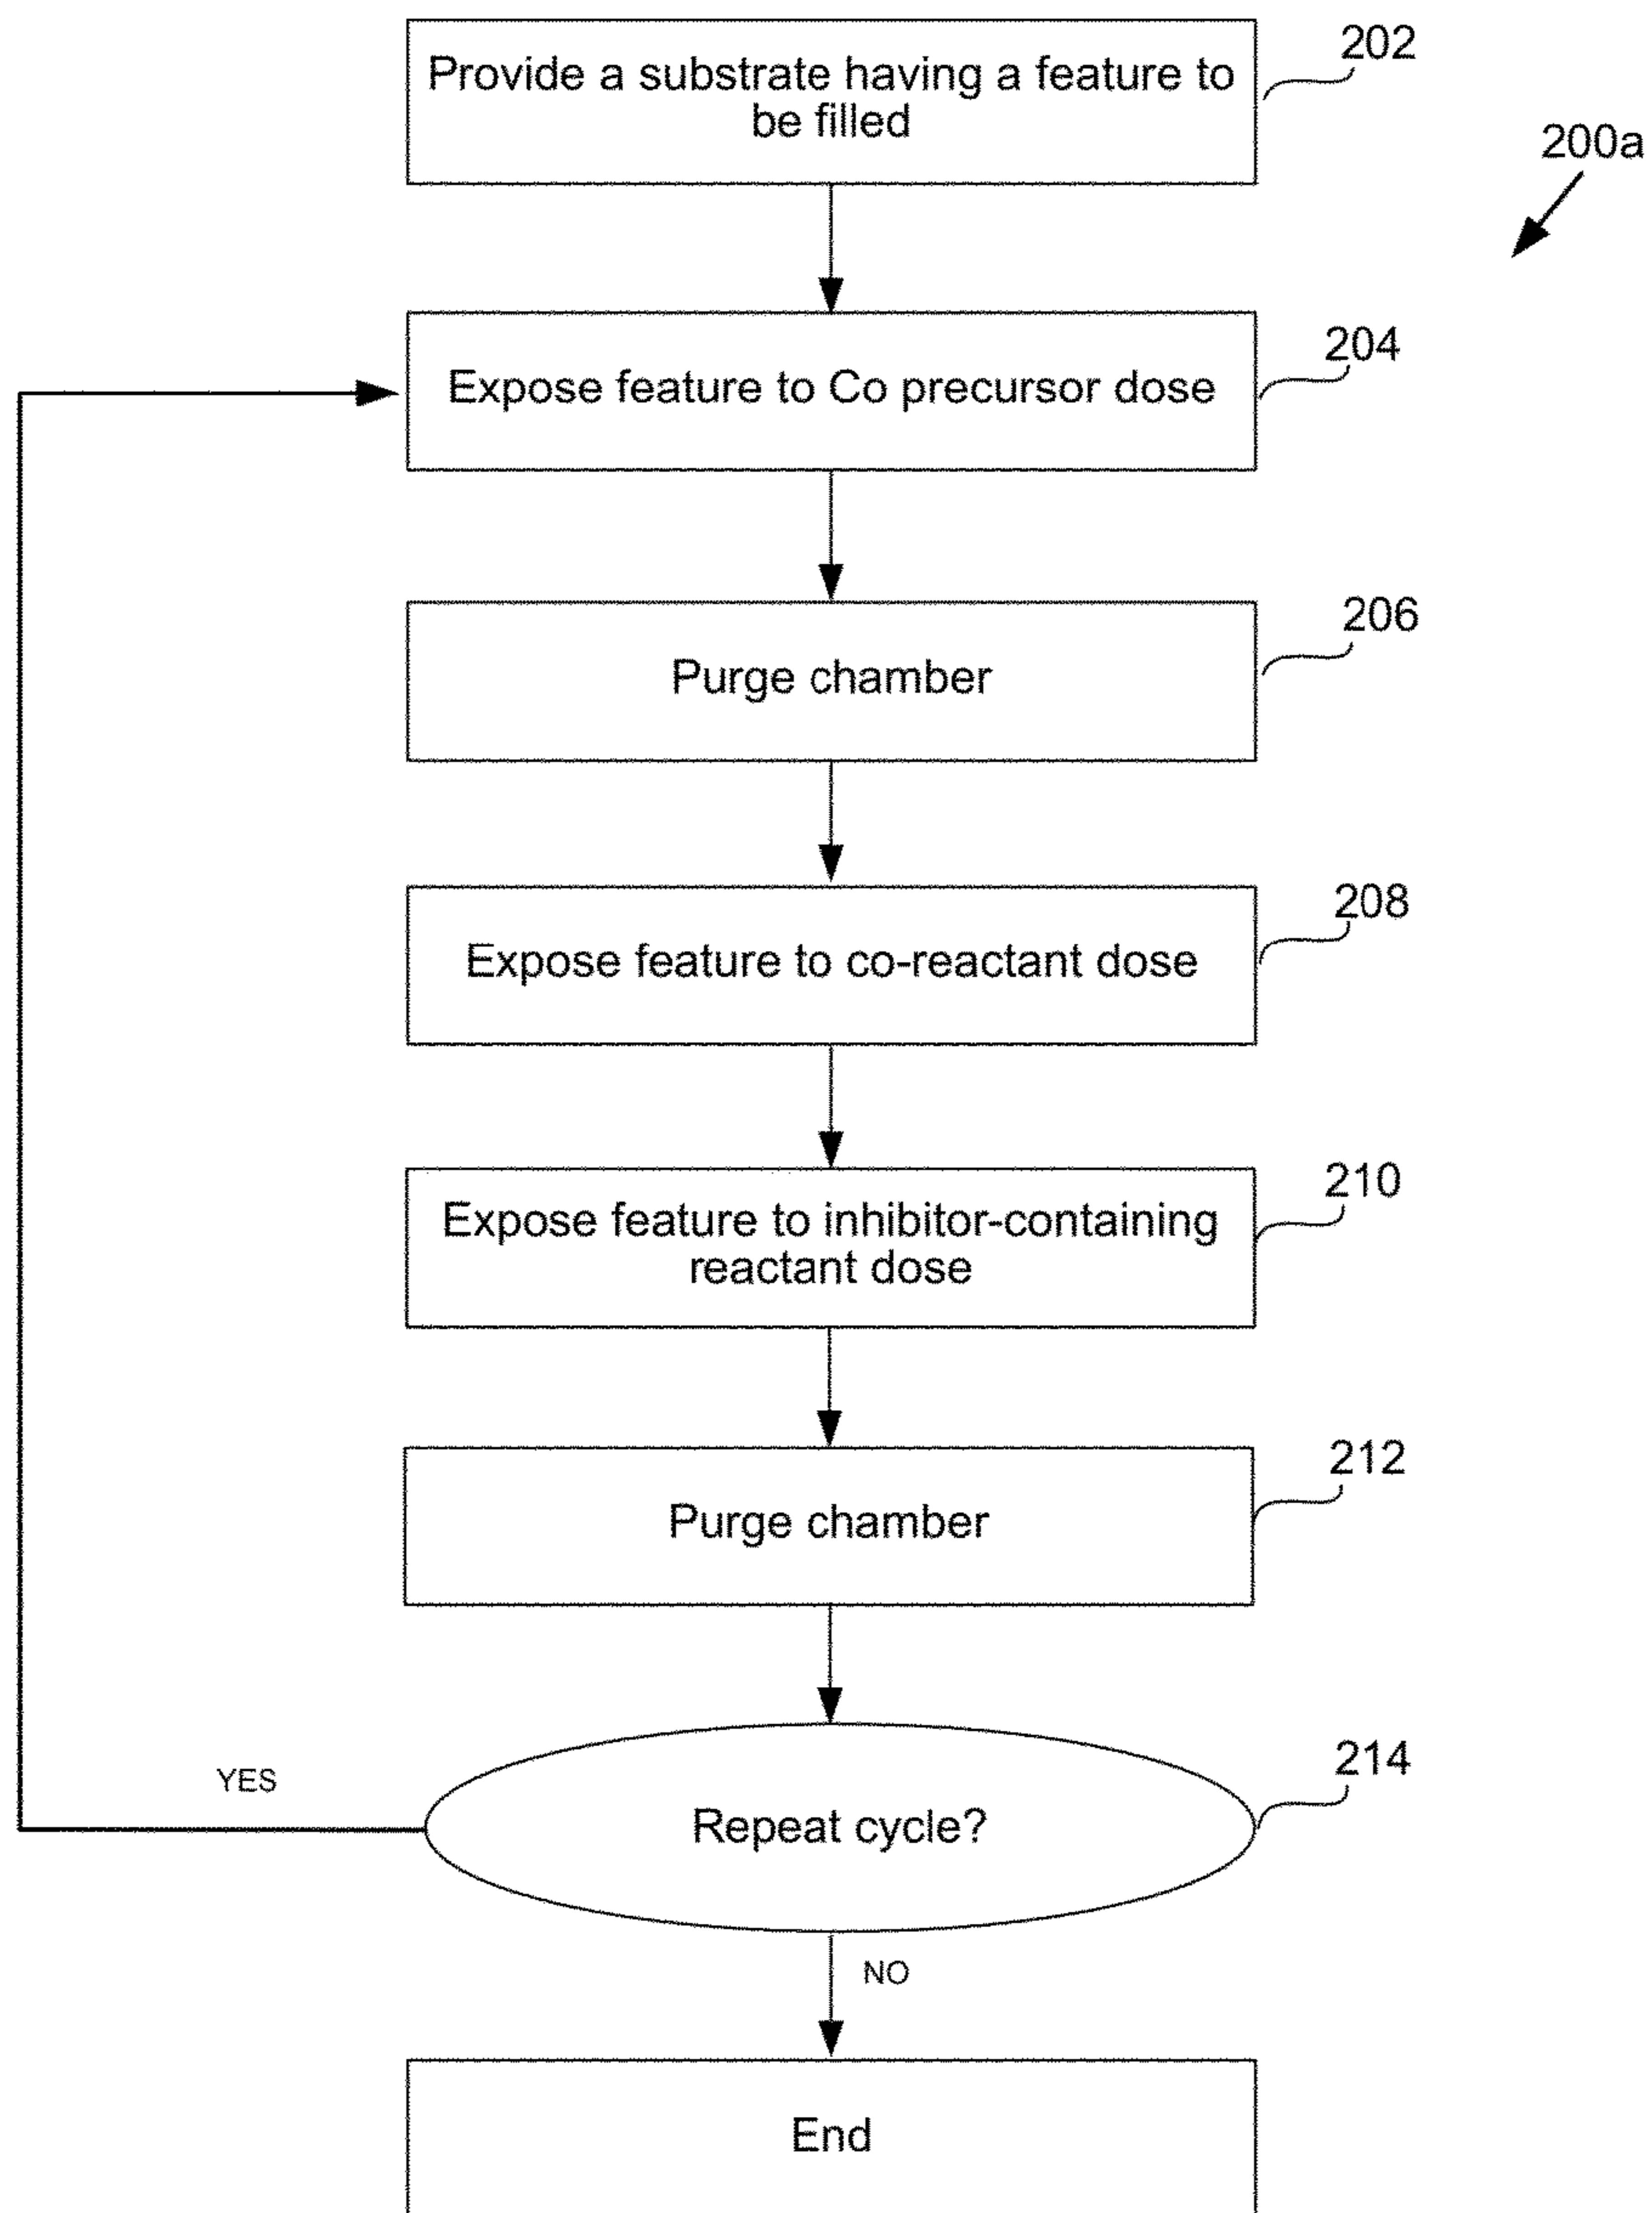 Provide a substrate having a feature to
be filled
202
200a
Expose feature to Co precursor dose
204
Purge chamber
206
Expose feature to co-reactant dose
208
Expose feature to inhibitor-containing
reactant dose
210
Purge chamber
212
Repeat cycle?
214
YES
NO
End